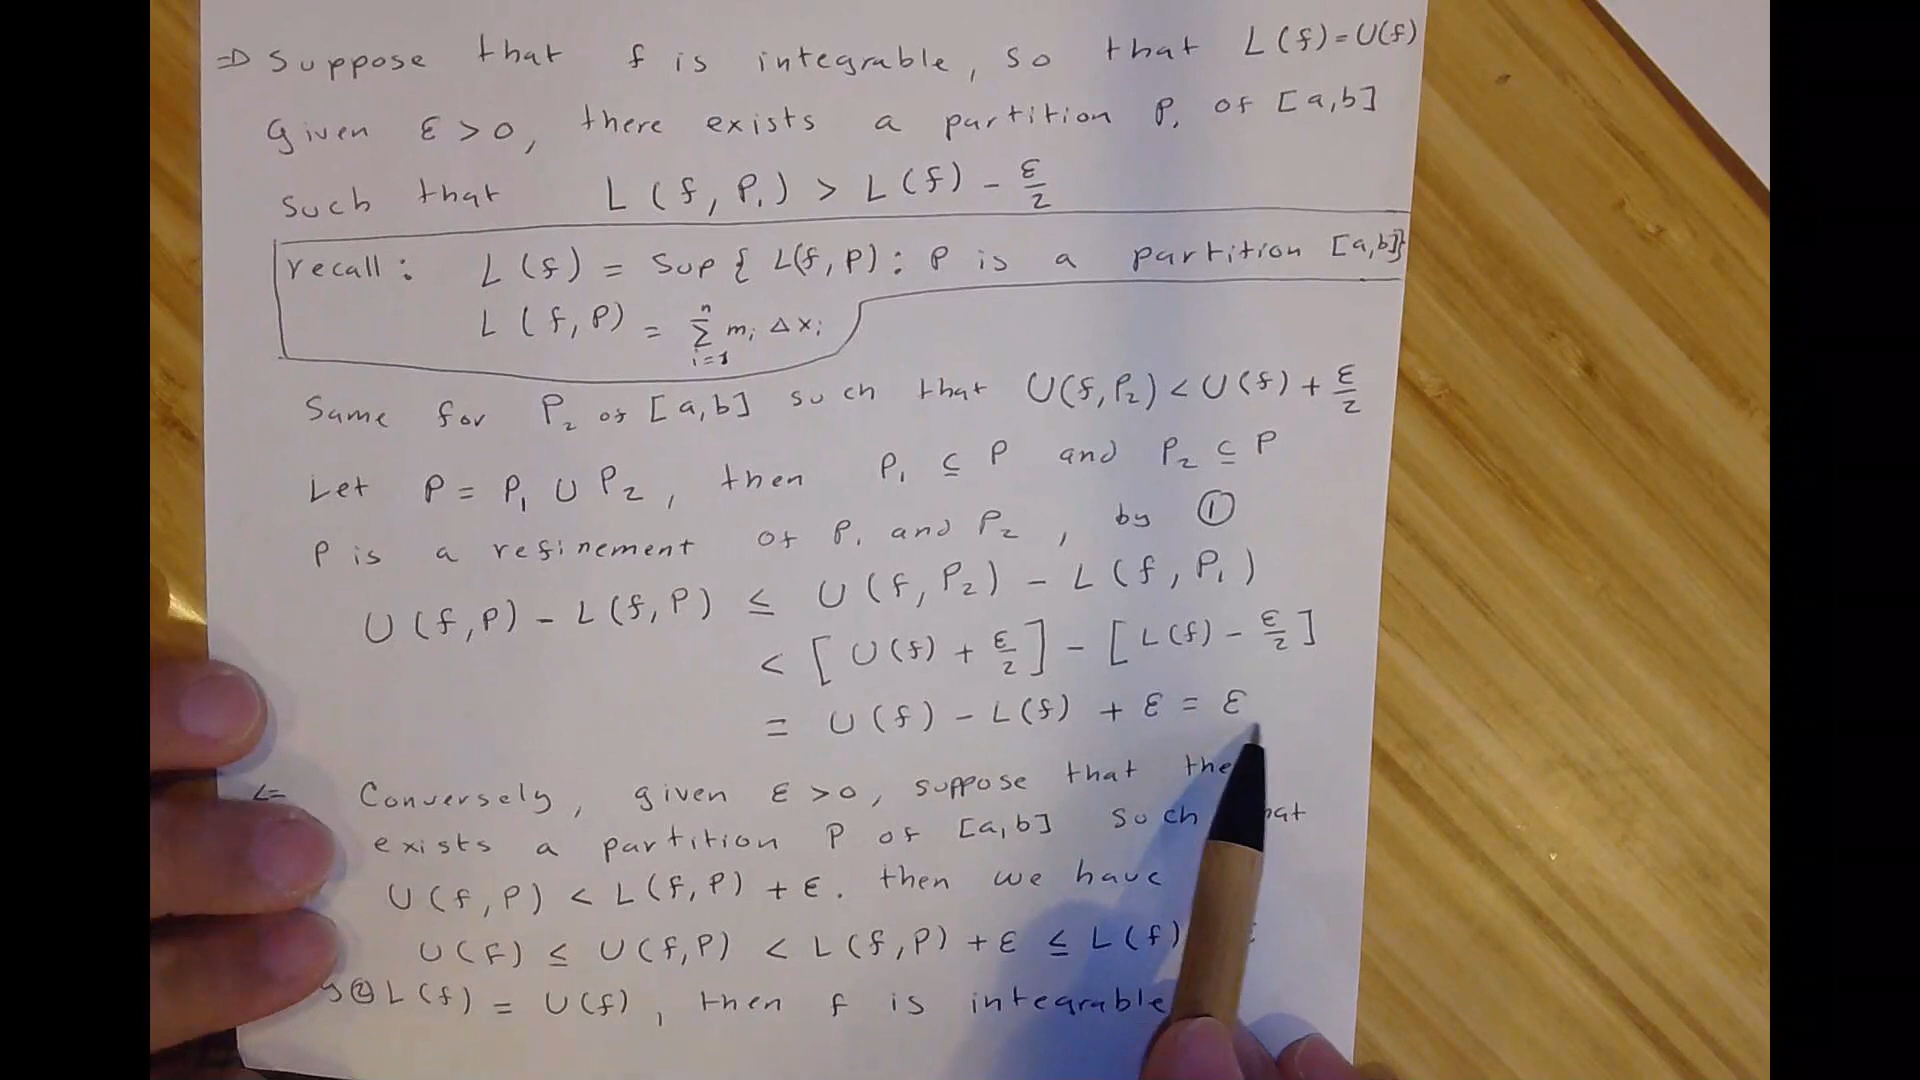 ⇒ Suppose that f is integrable, so that L(f)=U(f)
Given ε>0, there exists a partition P₁ of [a,b]
such that L(f,P₁) > L(f) - ε/2
recall: L(f) = Sup{ L(f,P): P is a partition [a,b]}
L(f,P) = Σⁿᵢ₌₁ mᵢ Δxᵢ
Same for P₂ of [a,b] such that U(f,P₂) < U(f) + ε/2
Let P = P₁ ∪ P₂, then P₁ ⊆ P and P₂ ⊆ P
P is a refinement of P₁ and P₂, by ①
U(f,P) - L(f,P) ≤ U(f,P₂) - L(f,P₁)
< [U(f) + ε/2] - [L(f) - ε/2]
= U(f) - L(f) + ε = ε
⇐ Conversely, given ε>0, suppose that the
exists a partition P of [a,b] such hat
U(f,P) < L(f,P) + ε. then we have
U(f) ≤ U(f,P) < L(f,P) + ε ≤ L(f)
y ② L(f) = U(f), then f is integrable